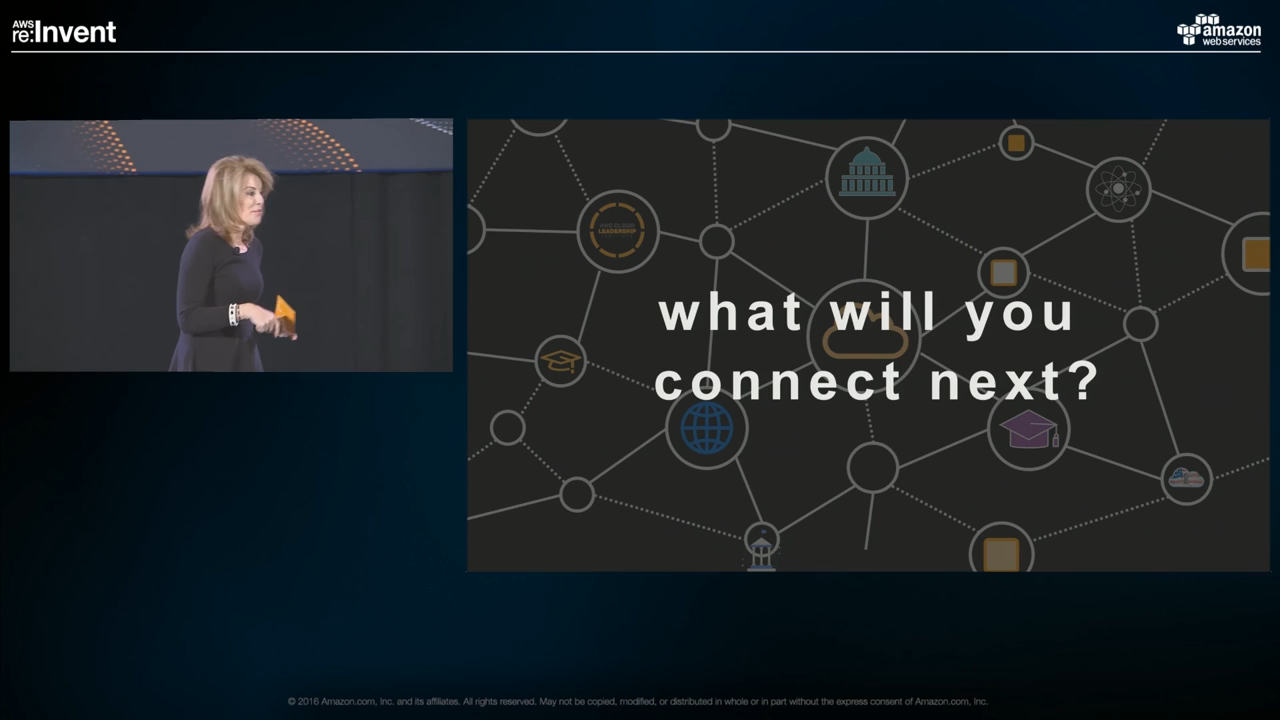 AWS
re:Invent
amazon
web services
AWS CLOUD
LEADERSHIP
what will you
connect next?
© 2016 Amazon.com, Inc. and its affiliates. All rights reserved. May not be copied, modified, or distributed in whole or in part without the express consent of Amazon.com, Inc.